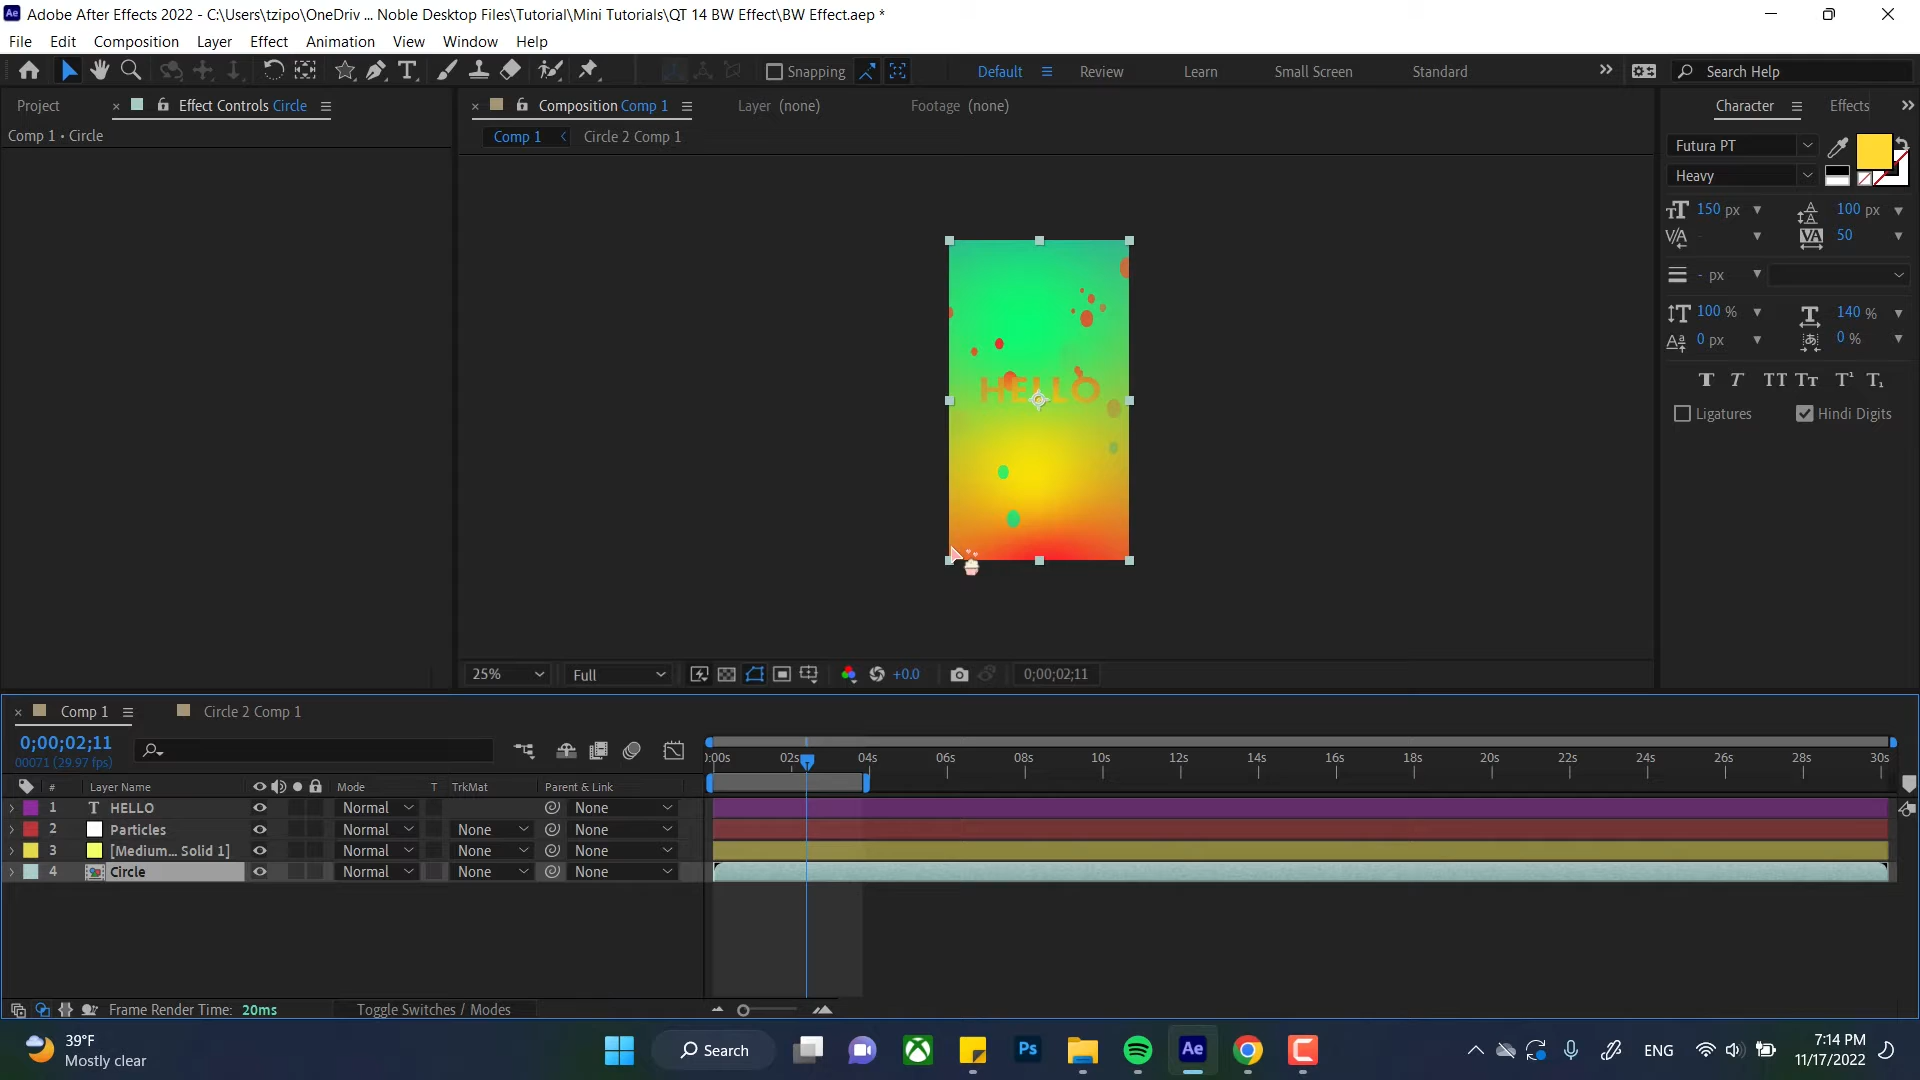 Ae Adobe After Effects 2022 - C:\Users\tzipo\OneDriv ... Noble Desktop Files\Tutorial\Mini Tutorials\QT 14 BW Effect\BW Effect.aep *
File Edit Composition Layer Effect Animation View Window Help
Snapping Default Review Learn Small Screen Standard Search Help
Project Effect Controls Circle Composition Comp 1 Layer (none) Footage (none) Character Effects
Comp 1 • Circle
Comp 1 Circle 2 Comp 1
Futura PT
Heavy
150 px 100 px
- 50
- px
100 % 140 %
0 px 0 %
T T TT Tt T¹ T₁
Ligatures Hindi Digits
HELLO
25% Full +0.0 0;00;02;11
Comp 1 Circle 2 Comp 1
0;00;02;11
00071 (29.97 fps)
):00s 02s 04s 06s 08s 10s 12s 14s 16s 18s 20s 22s 24s 26s 28s 30s
# Layer Name Mode T TrkMat Parent & Link
1 T HELLO Normal None
2 Particles Normal None None
3 [Medium... Solid 1] Normal None None
4 Circle Normal None None
Frame Render Time: 20ms Toggle Switches / Modes
39°F
Mostly clear
Search Ps Ae ENG
7:14 PM
11/17/2022